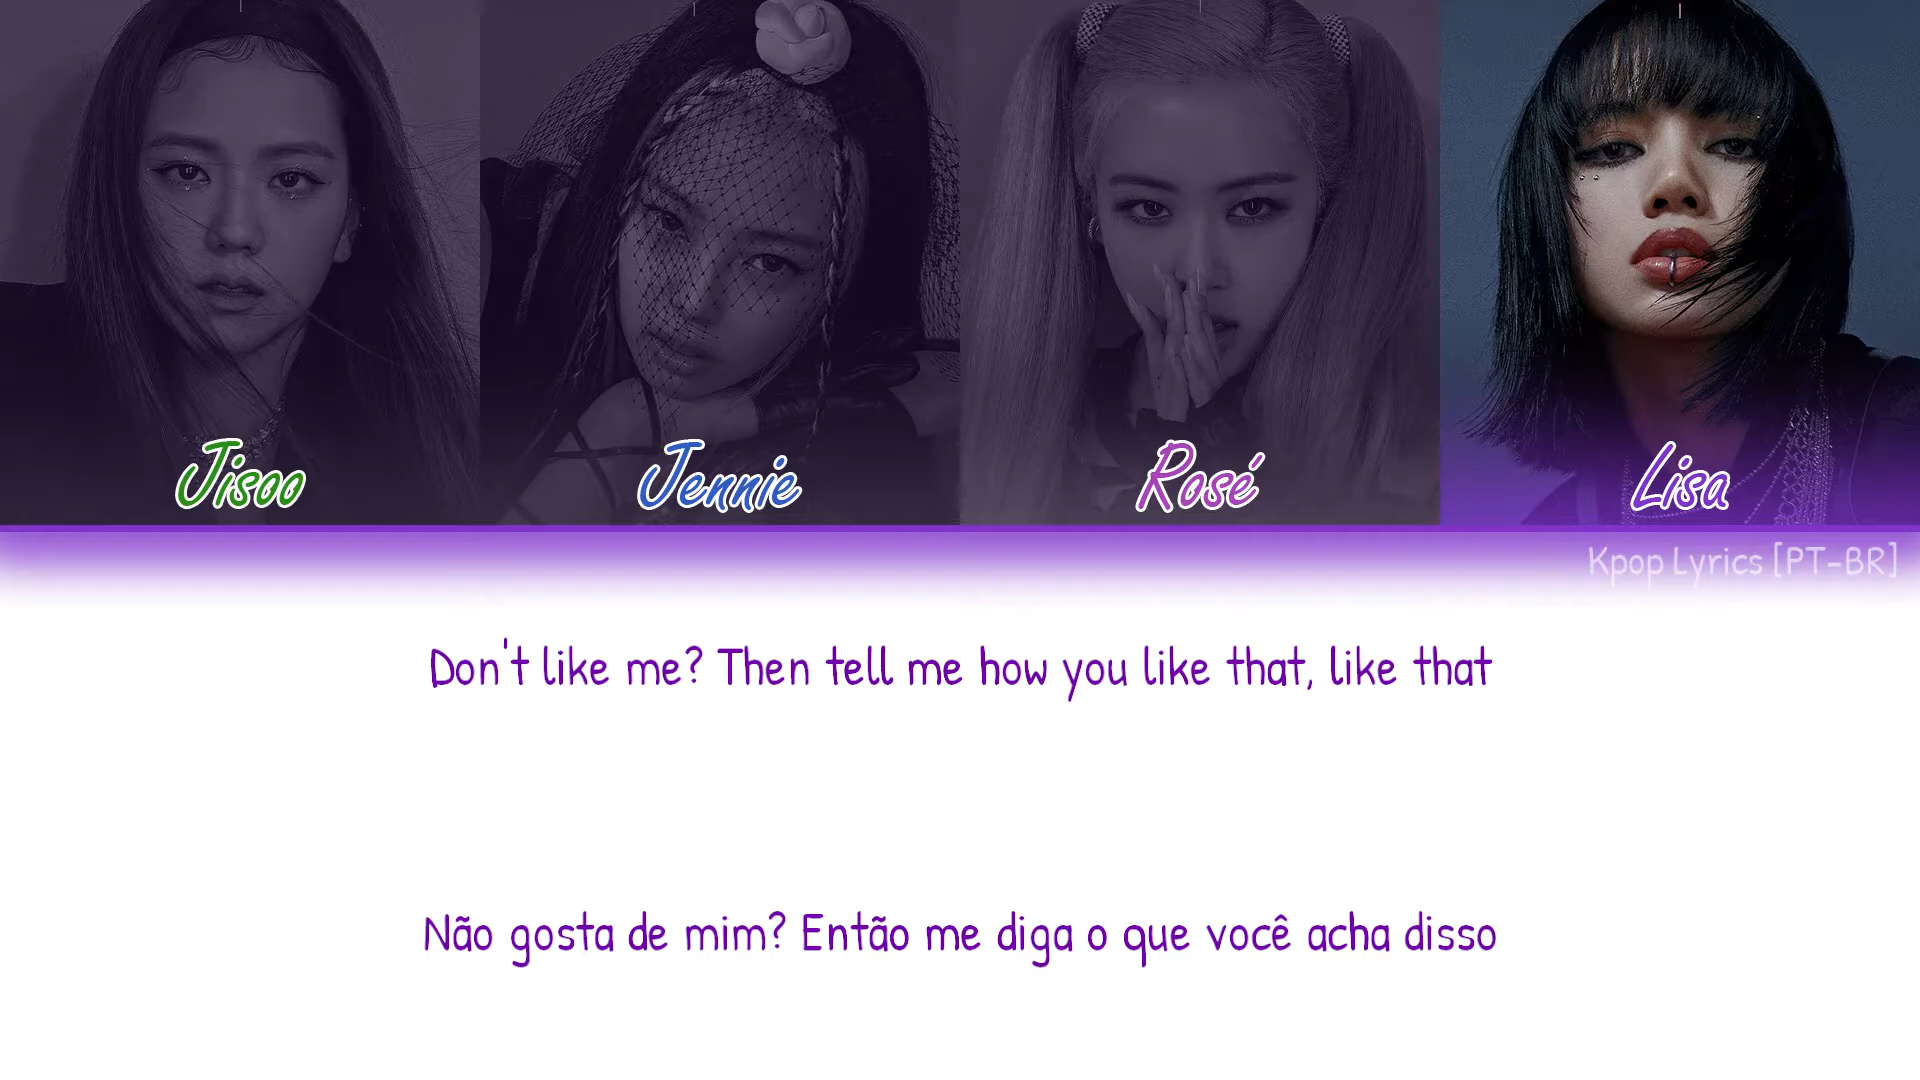 Jisoo
Jennie
Rosé
Lisa
Kpop Lyrics [PT-BR]
Don't like me? Then tell me how you like that, like that
Não gosta de mim? Então me diga o que você acha disso